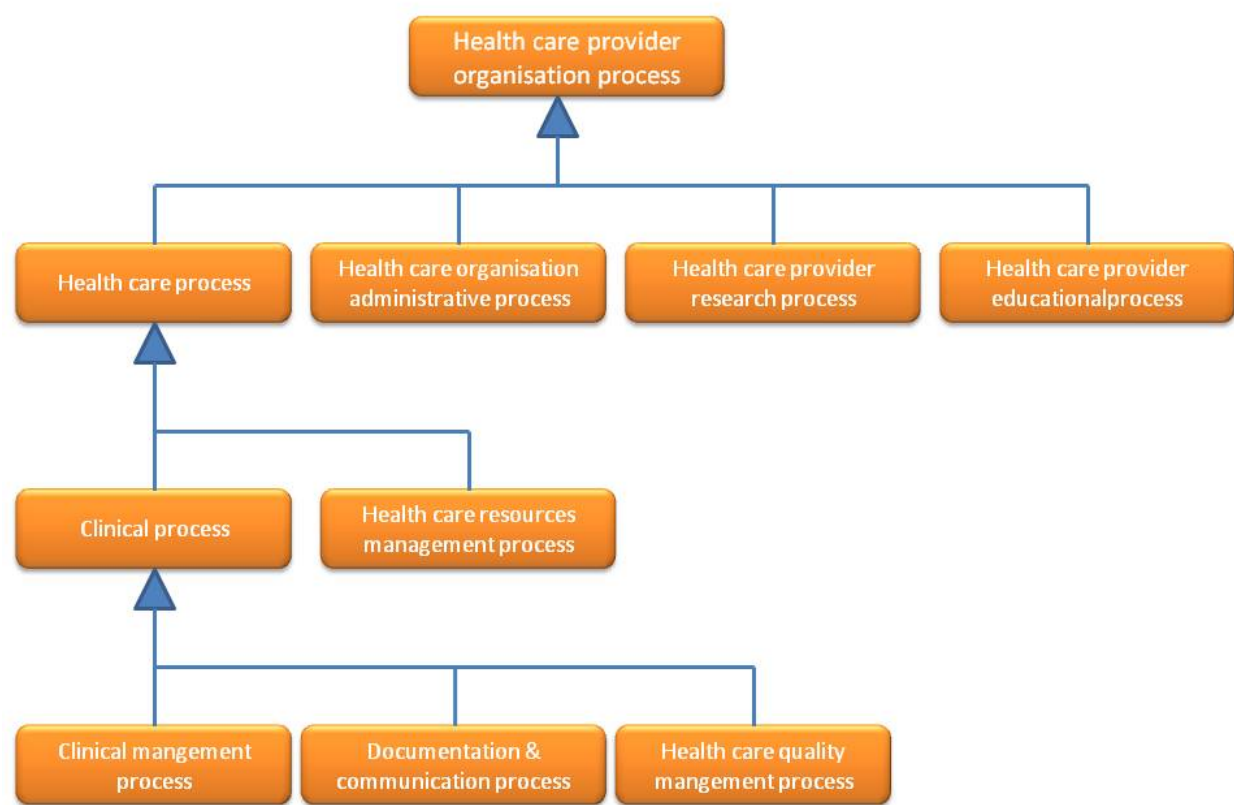 Health care provider
organisation process
Health care process
Health care organisation
administrative process
Health care provider
research process
Health care provider
educationalprocess
Clinical process
Health care resources
management process
Clinical mangement
process
Documentation &
communication process
Health care quality
mangement process